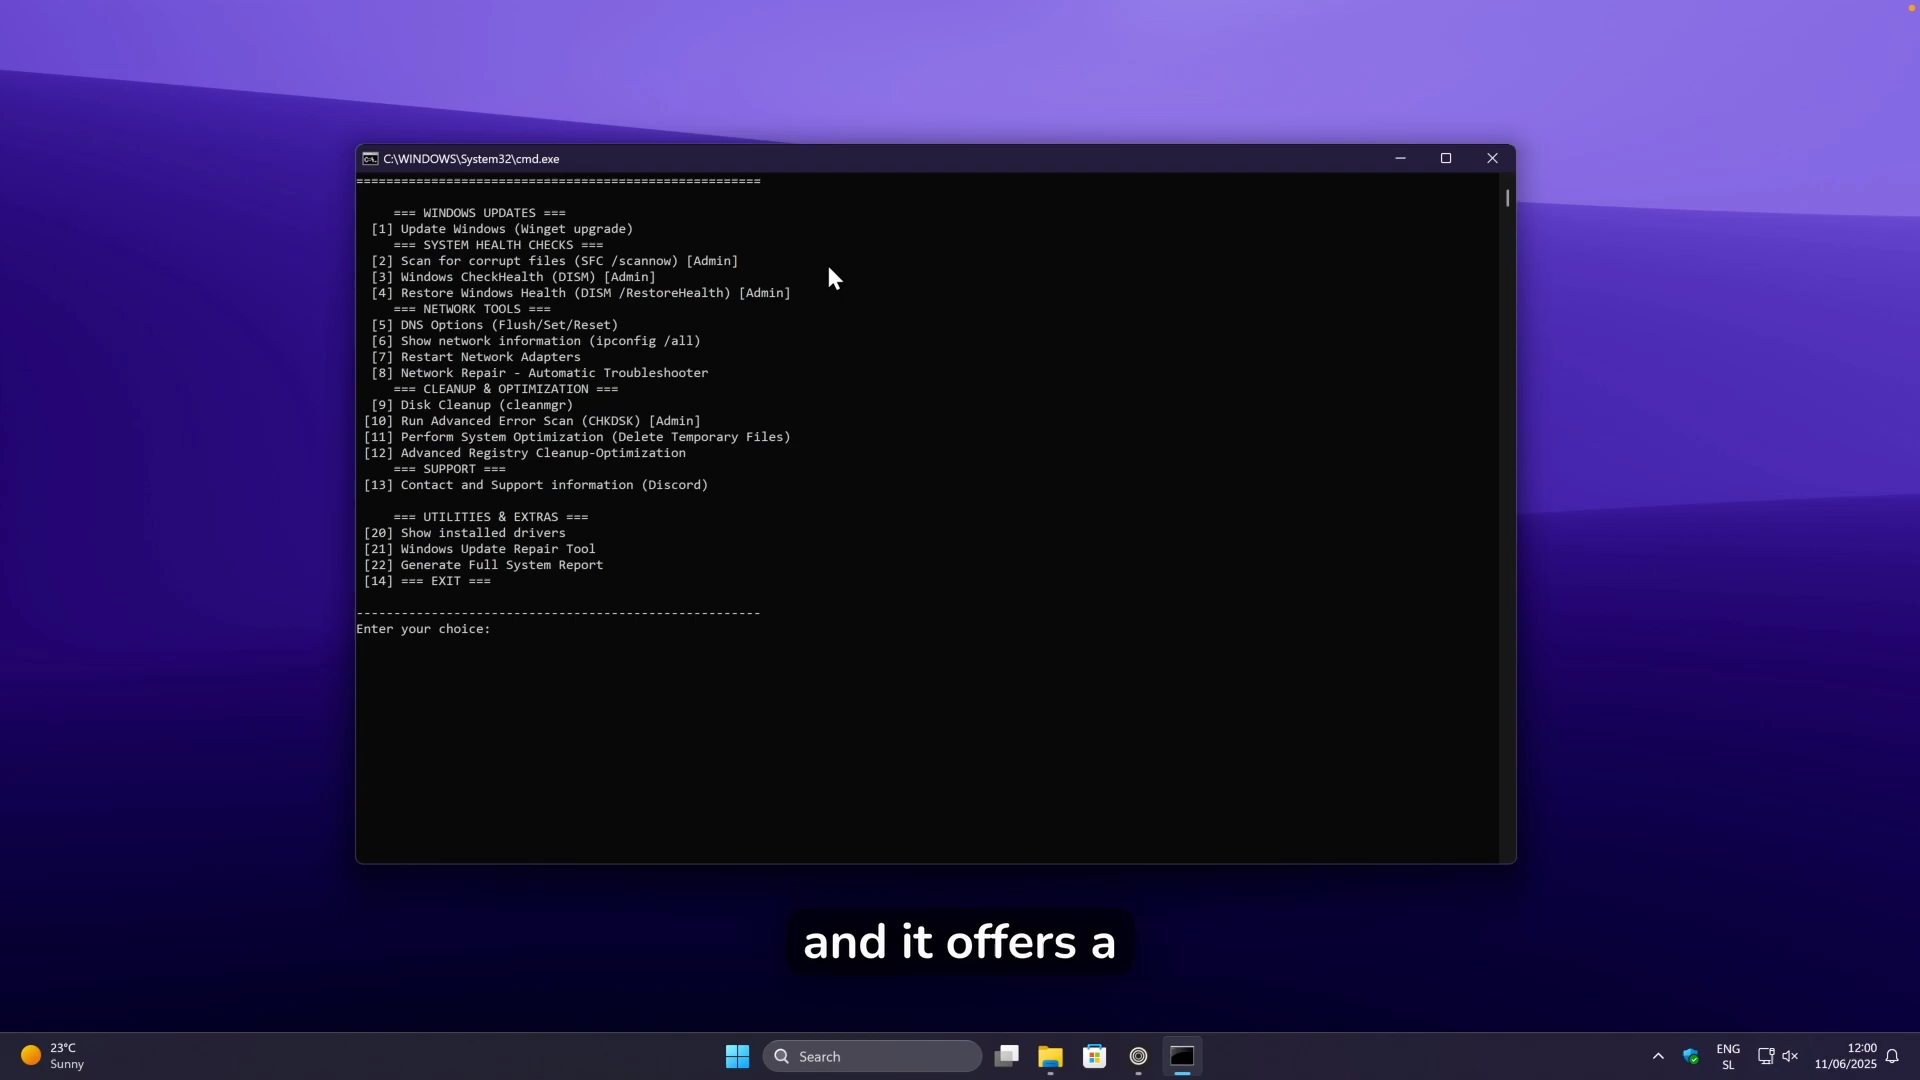 C:\WINDOWS\System32\cmd.exe
======================================================
=== WINDOWS UPDATES ===
[1] Update Windows (Winget upgrade)
=== SYSTEM HEALTH CHECKS ===
[2] Scan for corrupt files (SFC /scannow) [Admin]
[3] Windows CheckHealth (DISM) [Admin]
[4] Restore Windows Health (DISM /RestoreHealth) [Admin]
=== NETWORK TOOLS ===
[5] DNS Options (Flush/Set/Reset)
[6] Show network information (ipconfig /all)
[7] Restart Network Adapters
[8] Network Repair - Automatic Troubleshooter
=== CLEANUP & OPTIMIZATION ===
[9] Disk Cleanup (cleanmgr)
[10] Run Advanced Error Scan (CHKDSK) [Admin]
[11] Perform System Optimization (Delete Temporary Files)
[12] Advanced Registry Cleanup-Optimization
=== SUPPORT ===
[13] Contact and Support information (Discord)
=== UTILITIES & EXTRAS ===
[20] Show installed drivers
[21] Windows Update Repair Tool
[22] Generate Full System Report
[14] === EXIT ===
------------------------------------------------------
Enter your choice:
and it offers a
23°C
Sunny
Search
ENG
SL
12:00
11/06/2025